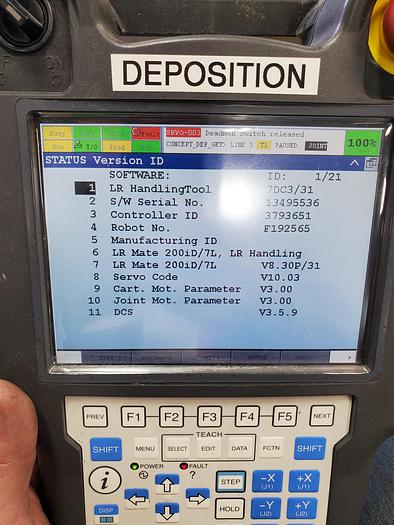 DEPOSITION
Busy Fault SRVO-003 Deadman switch released
Run I/O Prod LINE 3 T1 PAUSED JOINT 100%
STATUS Version ID
SOFTWARE: ID: 1/21
1 LR HandlingTool 7DC3/31
2 S/W Serial No. 13495536
3 Controller ID 3793651
4 Robot No. F192565
5 Manufacturing ID
6 LR Mate 200iD/7L, LR Handling
7 LR Mate 200iD/7L V8.30P/31
8 Servo Code V10.03
9 Cart. Mot. Parameter V3.00
10 Joint Mot. Parameter V3.00
11 DCS V3.5.9
>
PREV F1 F2 F3 F4 F5 NEXT
TEACH
SHIFT MENU SELECT EDIT DATA FCTN SHIFT
POWER FAULT
i ? STEP -X (J1) +X (J1)
DISP HOLD -Y (J2) +Y (J2)